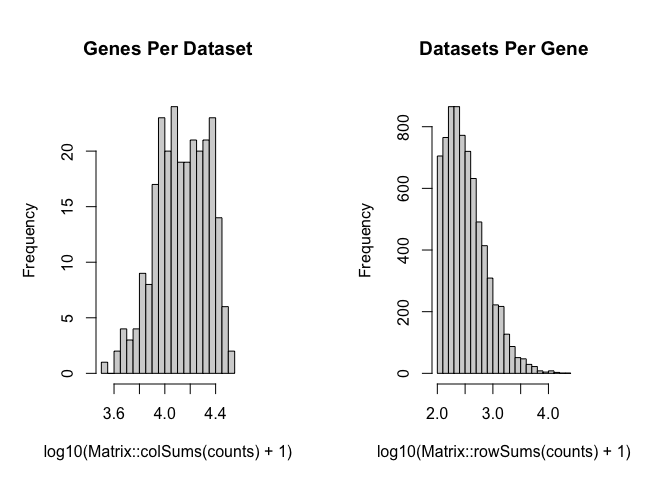 Genes Per Dataset
Frequency
0
5
10
15
20
3.6
4.0
4.4
log10(Matrix::colSums(counts) + 1)
Datasets Per Gene
Frequency
0
200
400
600
800
2.0
3.0
4.0
log10(Matrix::rowSums(counts) + 1)